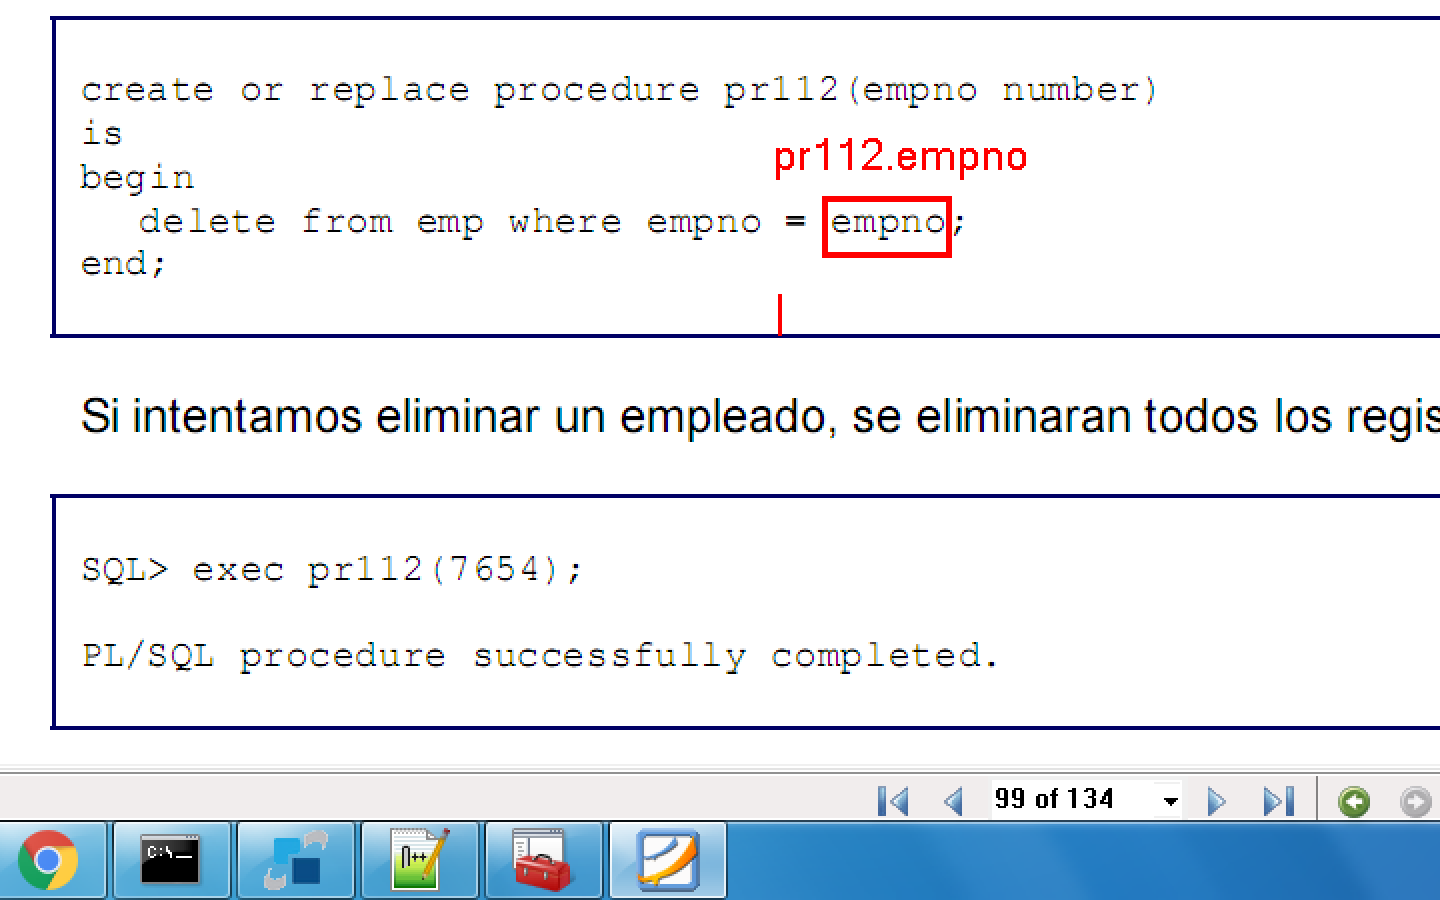 create or replace procedure pr112(empno number)
is
pr112.empno
begin
delete from emp where empno = empno;
end;
Si intentamos eliminar un empleado, se eliminaran todos los regis
SQL> exec pr112(7654);
PL/SQL procedure successfully completed.
99 of 134
C:\_
n++